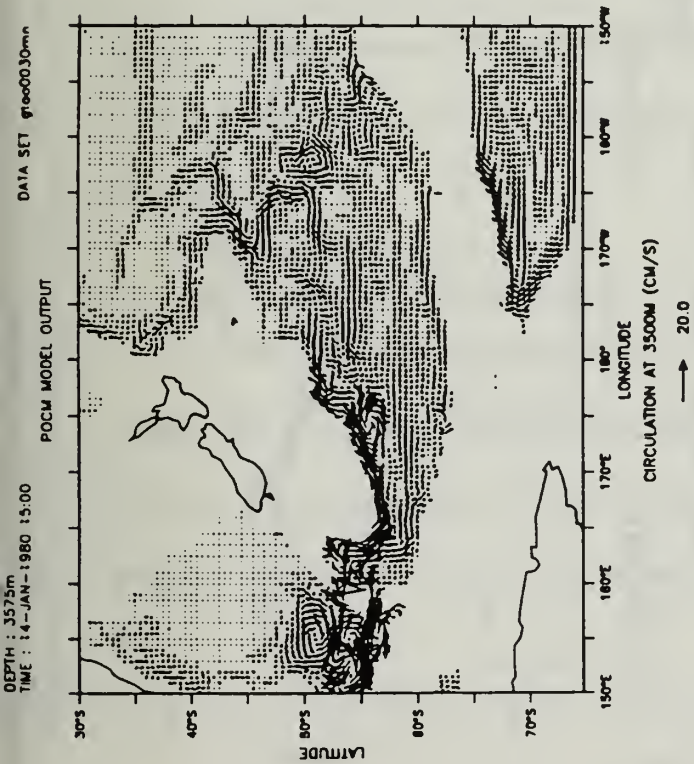 DEPTH : 3575m
TIME : 14-JAN-1980 15:00
POCM MODEL OUTPUT
DATA SET
30°S
40°S
50°S
60°S
70°S
LATITUDE
150°E 160°E 170°E 180° 170°W 160°W 150°W
LONGITUDE
CIRCULATION AT 3500M (CM/S)
20.0